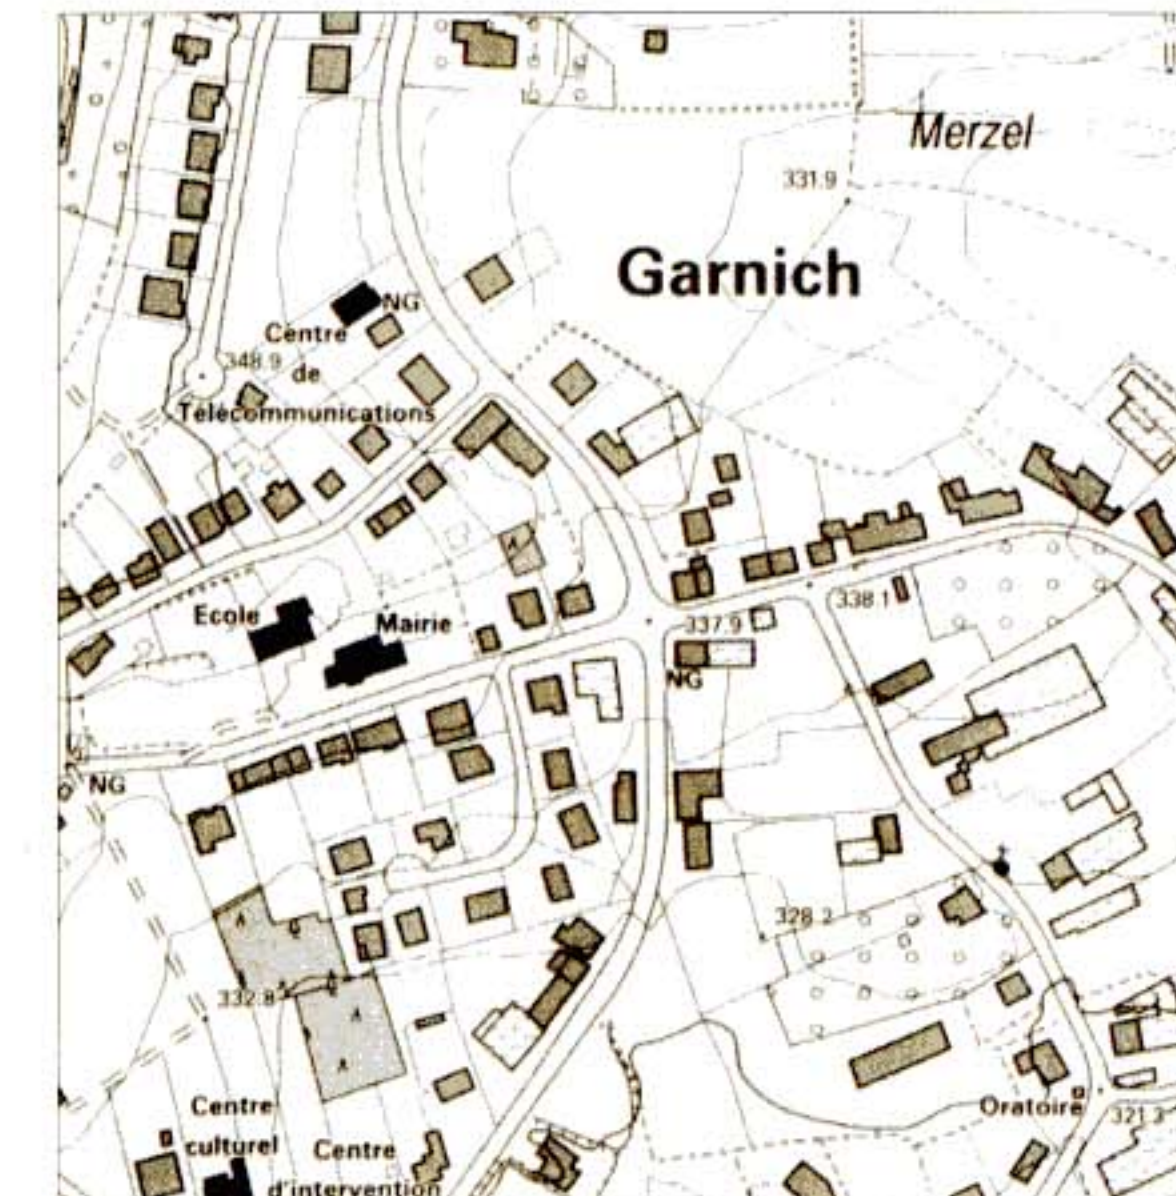 Merzel
331.9
Garnich
NG
Centre
348.9
de
Télécommunications
Ecole
Mairie
338.1
337.9
NG
NG
328.2
332.8
Centre
culturel
Centre
d'intervention
Oratoire
321.3